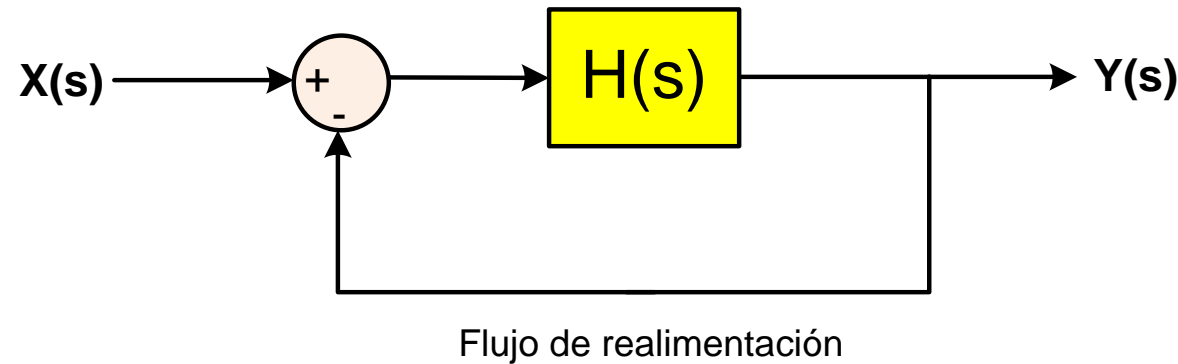 X(s)
+
-
H(s)
Y(s)
Flujo de realimentación